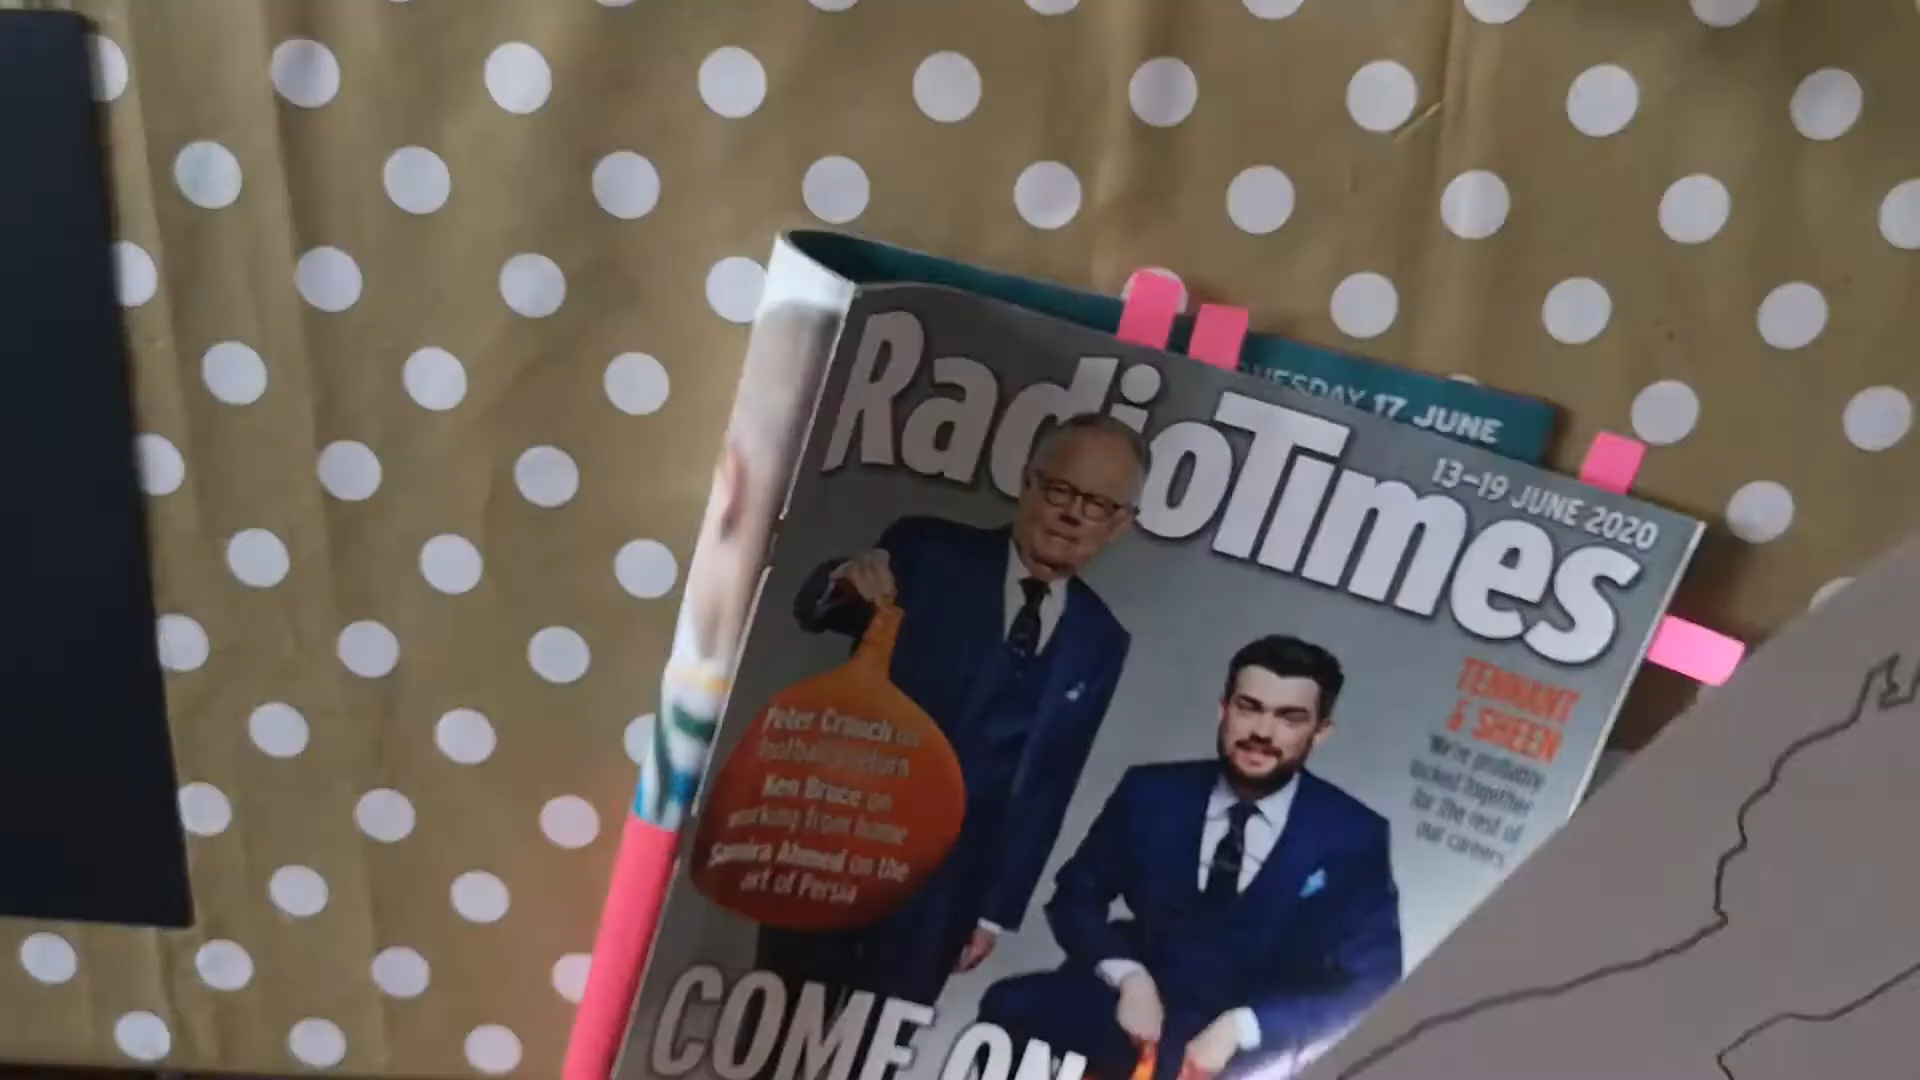 17 JUNE
RadioTimes
13-19 JUNE 2020
TENNANT
& SHEEN
"We're probably
locked together
for the rest of
our careers"
Peter Crouch on
football's return
Ken Bruce on
working from home
Samira Ahmed on the
art of Persia
COME ON